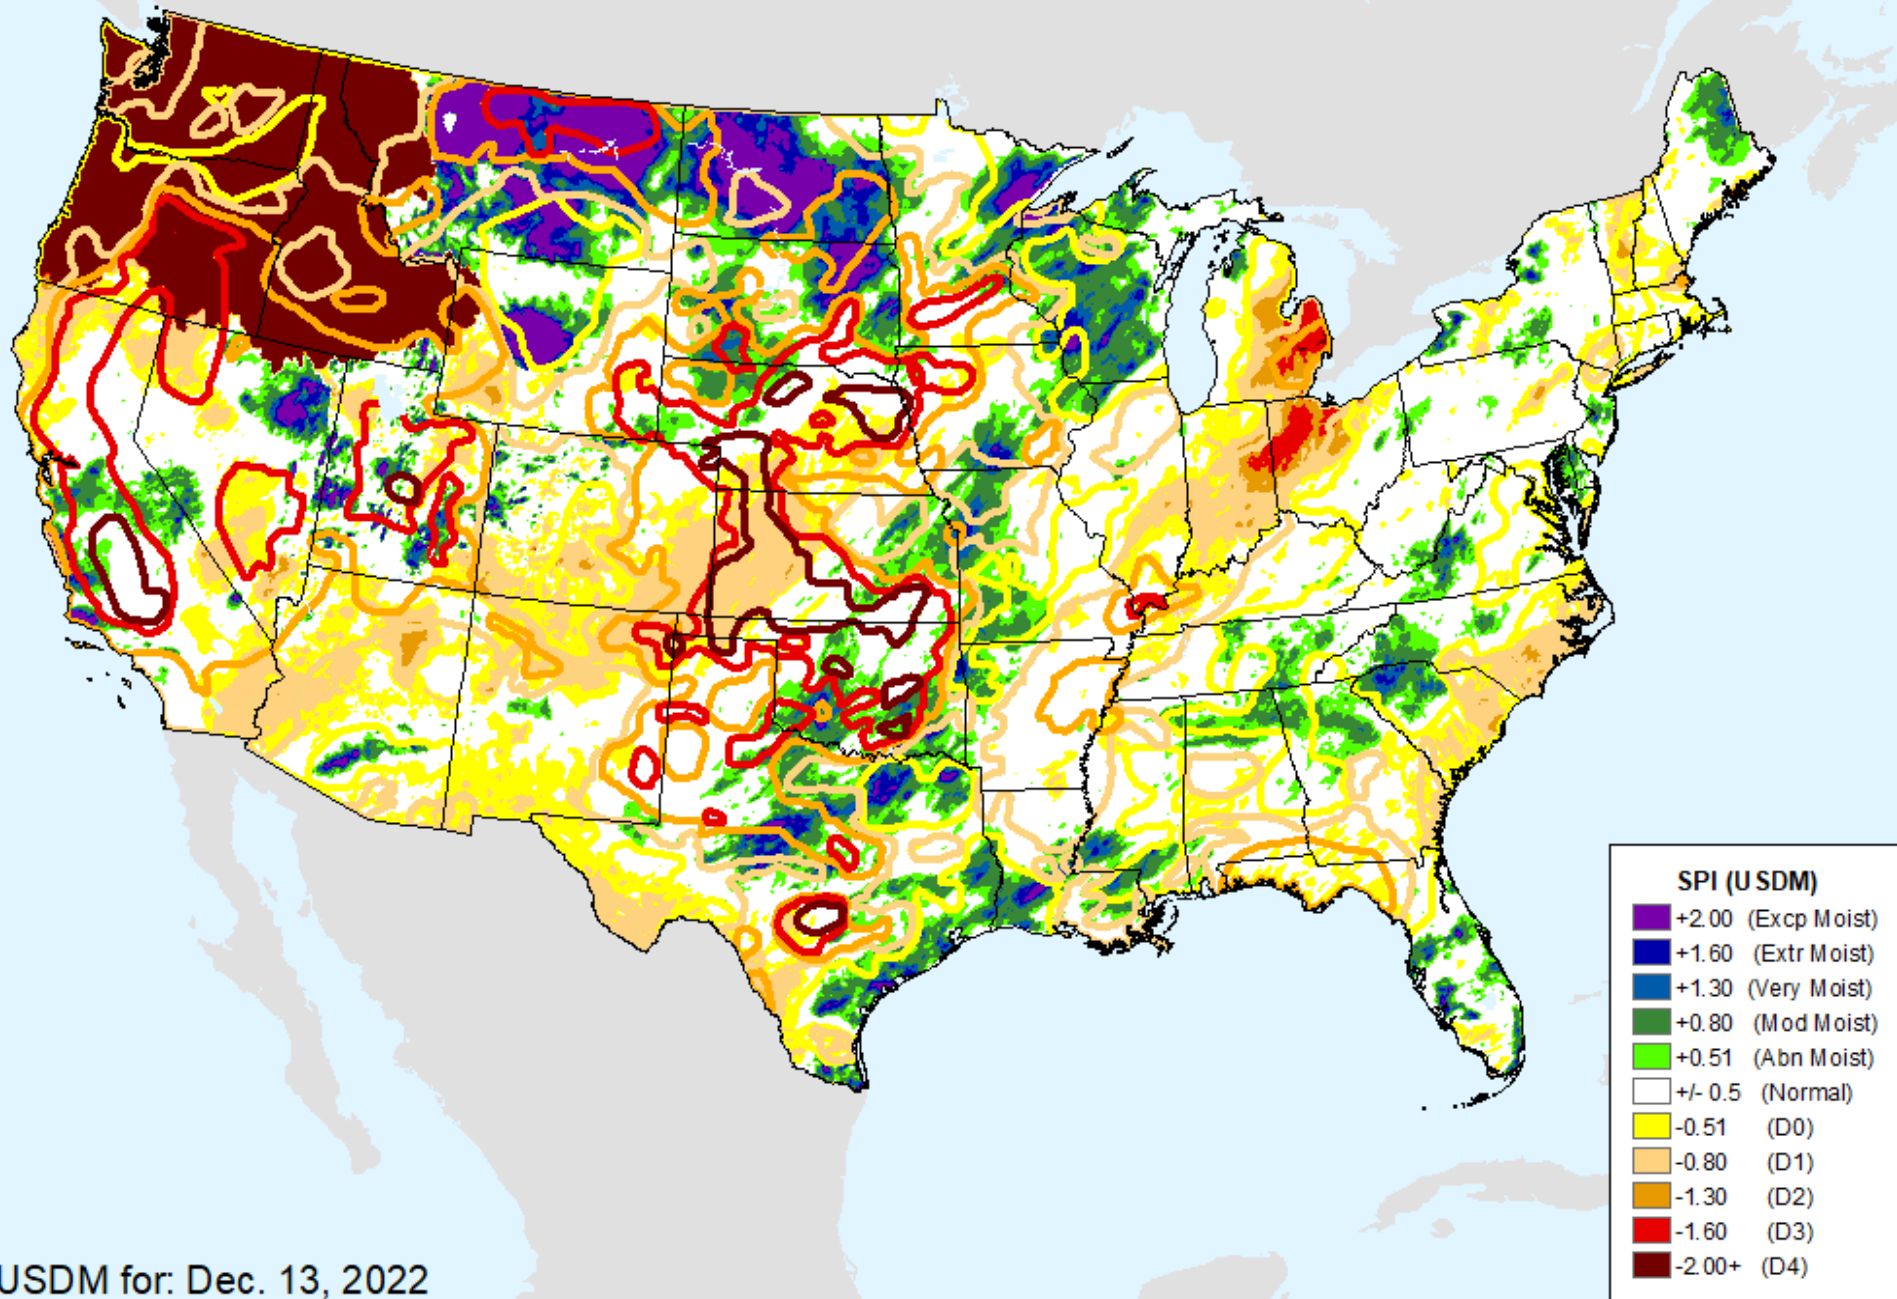 SPI (USDM)
+2.00 (Excp Moist)
+1.60 (Extr Moist)
+1.30 (Very Moist)
+0.80 (Mod Moist)
+0.51 (Abn Moist)
+/- 0.5 (Normal)
-0.51 (D0)
-0.80 (D1)
-1.30 (D2)
-1.60 (D3)
-2.00+ (D4)
USDM for: Dec. 13, 2022